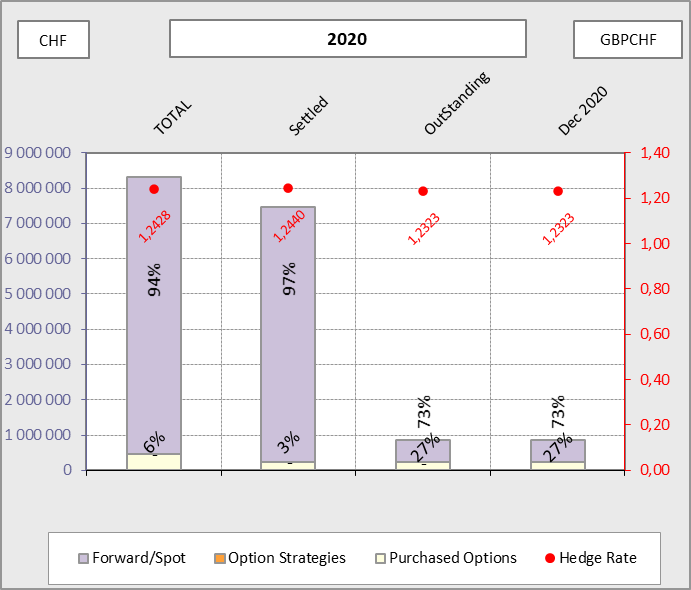 CHF 2020 GBPCHF
TOTAL Settled OutStanding Dec 2020
9 000 000 1,40
8 000 000 1,20
1,2428 1,2440 1,2323 1,2323
7 000 000 1,00
94% 97%
6 000 000 0,80
5 000 000
4 000 000 0,60
3 000 000 0,40
2 000 000
73% 73%
1 000 000 0,20
6% 3% 27% 27%
0 0,00
Forward/Spot Option Strategies Purchased Options Hedge Rate